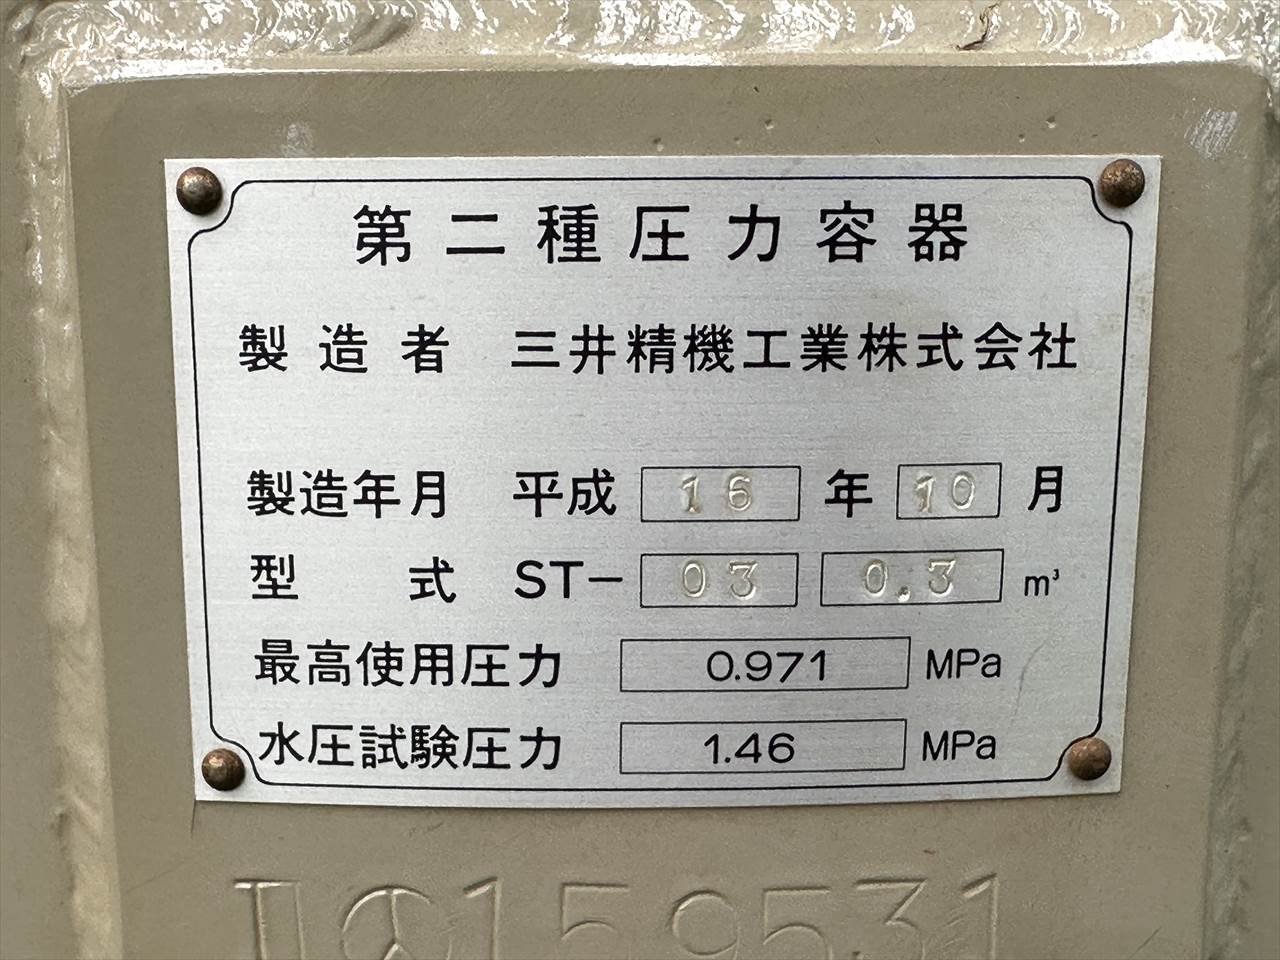 第二種圧力容器
製造者 三井精機工業株式会社
製造年月 平成 16 年 10 月
型式 ST- 03 0.3 m³
最高使用圧力 0.971 MPa
水圧試験圧力 1.46 MPa
159531